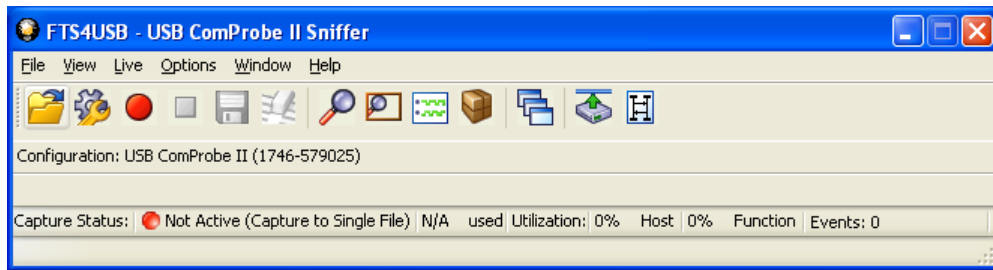 FTS4USB - USB ComProbe II Sniffer
File View Live Options Window Help
Configuration: USB ComProbe II (1746-579025)
Capture Status: Not Active (Capture to Single File) N/A used Utilization: 0% Host 0% Function Events: 0